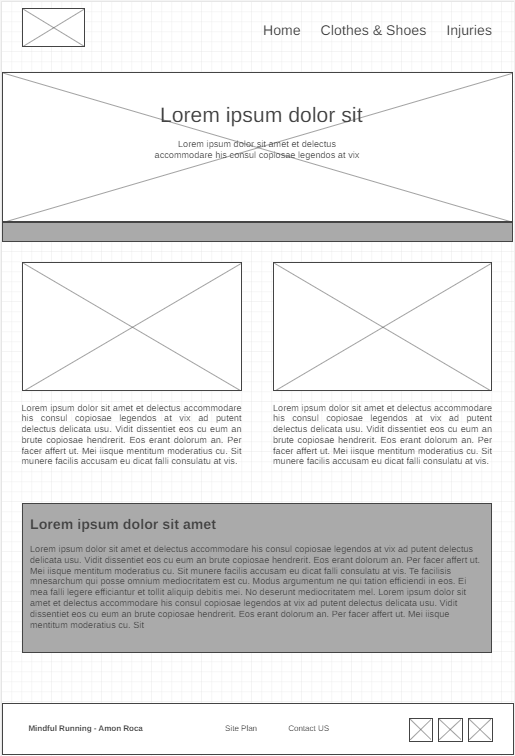 Home Clothes & Shoes Injuries
Lorem ipsum dolor sit
Lorem ipsum dolor sit amet et delectus
accommodare his consul copiosae legendos at vix
Lorem ipsum dolor sit amet et delectus accommodare
his consul copiosae legendos at vix ad putent
delectus delicata usu. Vidit dissentiet eos cu eum an
brute copiosae hendrerit. Eos erant dolorum an. Per
facer affert ut. Mei iisque mentitum moderatius cu. Sit
munere facilis accusam eu dicat falli consulatu at vis.
Lorem ipsum dolor sit amet et delectus accommodare
his consul copiosae legendos at vix ad putent
delectus delicata usu. Vidit dissentiet eos cu eum an
brute copiosae hendrerit. Eos erant dolorum an. Per
facer affert ut. Mei iisque mentitum moderatius cu. Sit
munere facilis accusam eu dicat falli consulatu at vis.
Lorem ipsum dolor sit amet
Lorem ipsum dolor sit amet et delectus accommodare his consul copiosae legendos at vix ad putent delectus
delicata usu. Vidit dissentiet eos cu eum an brute copiosae hendrerit. Eos erant dolorum an. Per facer affert ut.
Mei iisque mentitum moderatius cu. Sit munere facilis accusam eu dicat falli consulatu at vis. Te facilisis
mnesarchum qui posse omnium mediocritatem est cu. Modus argumentum ne qui tation efficiendi in eos. Ei
mea falli legere efficiantur et tollit aliquip debitis mei. No deserunt mediocritatem mel. Lorem ipsum dolor sit
amet et delectus accommodare his consul copiosae legendos at vix ad putent delectus delicata usu. Vidit
dissentiet eos cu eum an brute copiosae hendrerit. Eos erant dolorum an. Per facer affert ut. Mei iisque
mentitum moderatius cu. Sit
Mindful Running - Amon Roca Site Plan Contact US